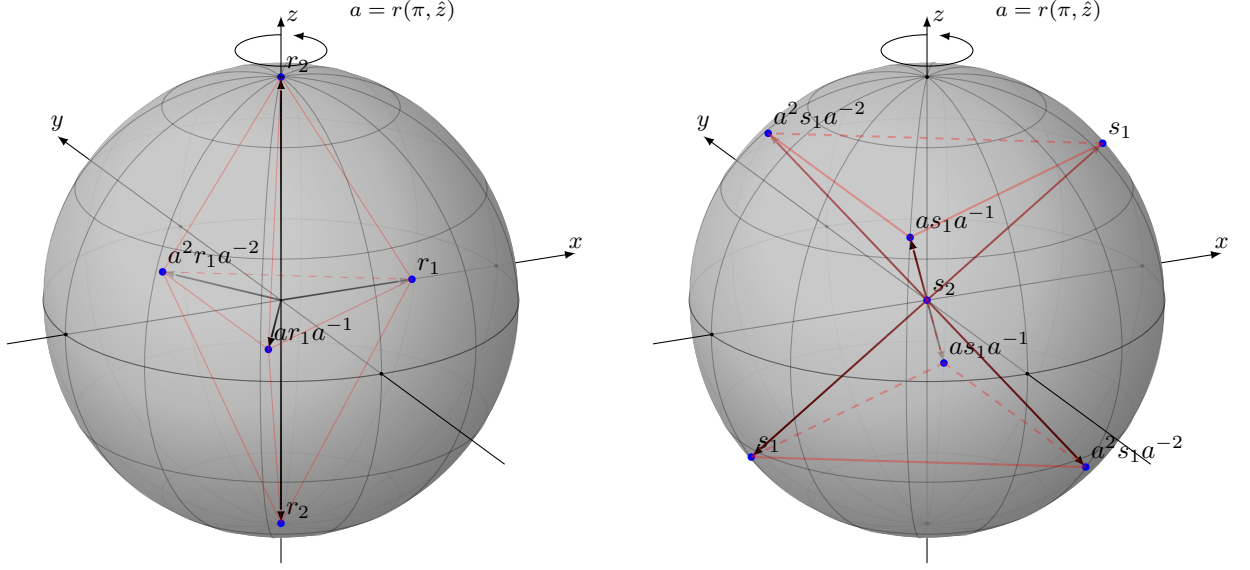 z
a = r(π, ẑ)
r₂
y
x
a²r₁a⁻²
r₁
ar₁a⁻¹
r₂
z
a = r(π, ẑ)
a²s₁a⁻²
s₁
y
x
as₁a⁻¹
s₂
as₁a⁻¹
s₁
a²s₁a⁻²